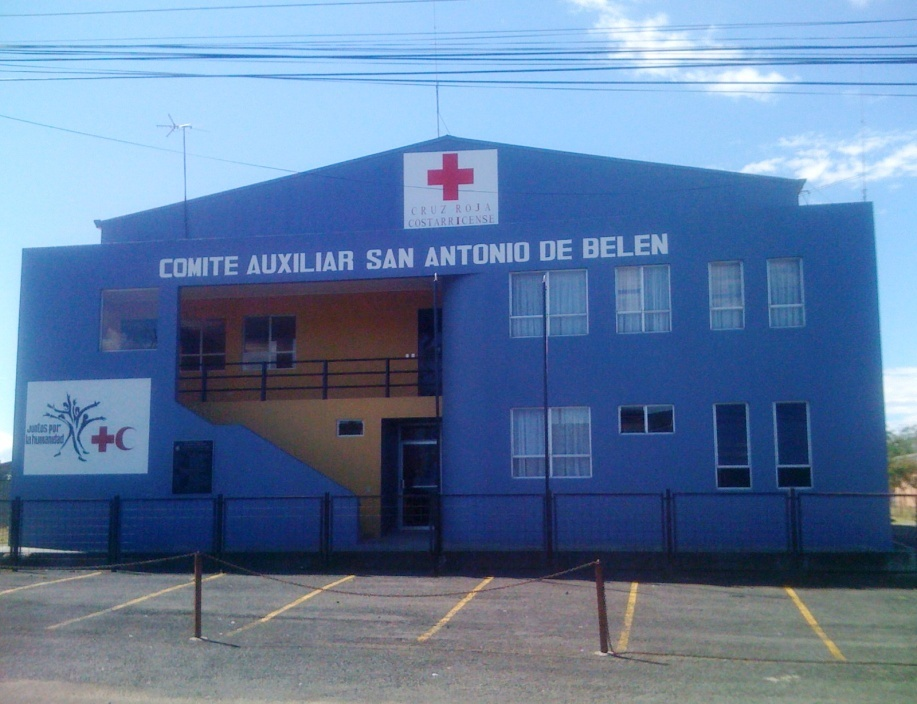 CRUZ ROJA
COSTARRICENSE
COMITE AUXILIAR SAN ANTONIO DE BELEN
juntos por
la humanidad